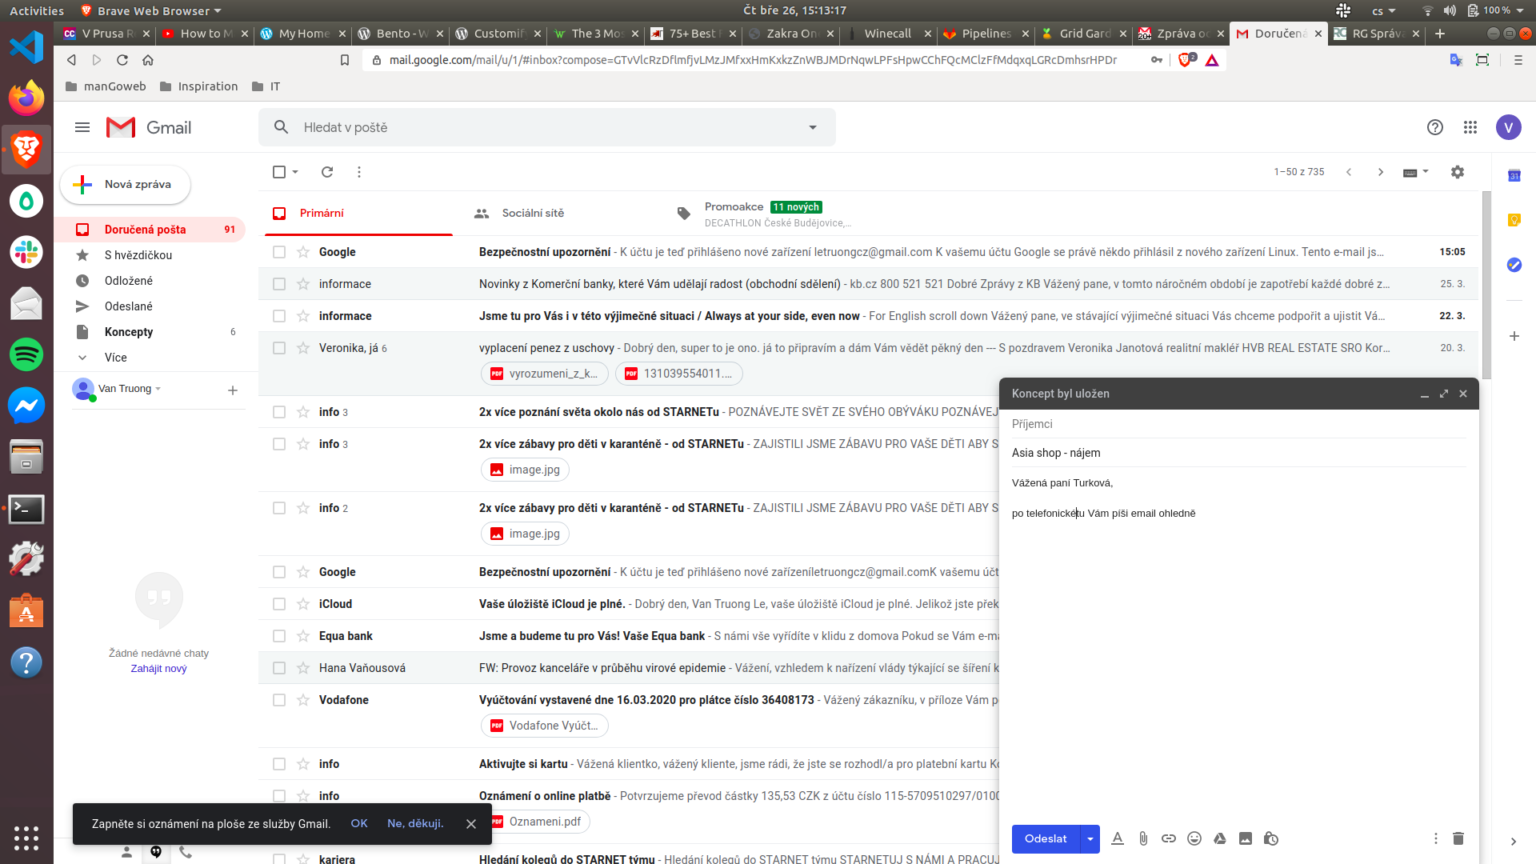 Activities Brave Web Browser Čt bře 26, 15:13:17 cs 100 %
V Prusa R How to M My Home Bento - W Customify The 3 Mos 75+ Best Zakra On Winecall Pipelines Grid Gard Zpráva o Doručená RG Správ
mail.google.com/mail/u/1/#inbox?compose=GTvVlcRzDflmfjvLMzJMfxxHmKxkzZnWBJMDrNqwLPFsHpwCChFQcMClzFfMdqxqLGRcDmhsrHPDr 2
manGoweb Inspiration IT
Gmail Hledat v poště V
Nová zpráva 1–50 z 735
Doručená pošta 91
S hvězdičkou
Odložené
Odeslané
Koncepty 6
Více
Van Truong
Žádné nedávné chaty
Zahájit nový
Primární Sociální sítě Promoakce 11 nových
DECATHLON České Budějovice,...
Google Bezpečnostní upozornění - K účtu je teď přihlášeno nové zařízení letruongcz@gmail.com K vašemu účtu Google se právě někdo přihlásil z nového zařízení Linux. Tento e-mail js... 15:05
informace Novinky z Komerční banky, které Vám udělají radost (obchodní sdělení) - kb.cz 800 521 521 Dobré Zprávy z KB Vážený pane, v tomto náročném období je zapotřebí každé dobré z... 25. 3.
informace Jsme tu pro Vás i v této výjimečné situaci / Always at your side, even now - For English scroll down Vážený pane, ve stávající výjimečné situaci Vás chceme podpořit a ujistit Vá... 22. 3.
Veronika, já 6 vyplacení penez z uschovy - Dobrý den, super to je ono. já to připravím a dám Vám vědět pěkný den --- S pozdravem Veronika Janotová realitní makléř HVB REAL ESTATE SRO Kor... 20. 3.
PDF vyrozumeni_z_k... PDF 131039554011....
info 3 2x více poznání světa okolo nás od STARNETu - POZNÁVEJTE SVĚT ZE SVÉHO OBÝVÁKU POZNÁVEJ
info 3 2x více zábavy pro děti v karanténě - od STARNETu - ZAJISTILI JSME ZÁBAVU PRO VAŠE DĚTI ABY S
image.jpg
info 2 2x více zábavy pro děti v karanténě - od STARNETu - ZAJISTILI JSME ZÁBAVU PRO VAŠE DĚTI ABY S
image.jpg
Google Bezpečnostní upozornění - K účtu je teď přihlášeno nové zařízeníletruongcz@gmail.comK vašemu účt
iCloud Vaše úložiště iCloud je plné. - Dobrý den, Van Truong Le, vaše úložiště iCloud je plné. Jelikož jste přek
Equa bank Jsme a budeme tu pro Vás! Vaše Equa bank - S námi vše vyřídíte v klidu z domova Pokud se Vám e-ma
Hana Vaňousová FW: Provoz kanceláře v průběhu virové epidemie - Vážení, vzhledem k nařízení vlády týkající se šíření k
Vodafone Vyúčtování vystavené dne 16.03.2020 pro plátce číslo 36408173 - Vážený zákazníku, v příloze Vám p
PDF Vodafone Vyúčt...
info Aktivujte si kartu - Vážená klientko, vážený kliente, jsme rádi, že jste se rozhodl/a pro platební kartu K
info Oznámení o online platbě - Potvrzujeme převod částky 135,53 CZK z účtu číslo 115-5709510297/0100
PDF Oznameni.pdf
kariera Hledání kolegů do STARNET týmu - Hledání kolegů do STARNET týmu STARNETUJ S NÁMI A PRACUJ
Zapněte si oznámení na ploše ze služby Gmail. OK Ne, děkuji.
Koncept byl uložen
Příjemci
Asia shop - nájem
Vážená paní Turková,
po telefonickétu Vám píši email ohledně
Odeslat